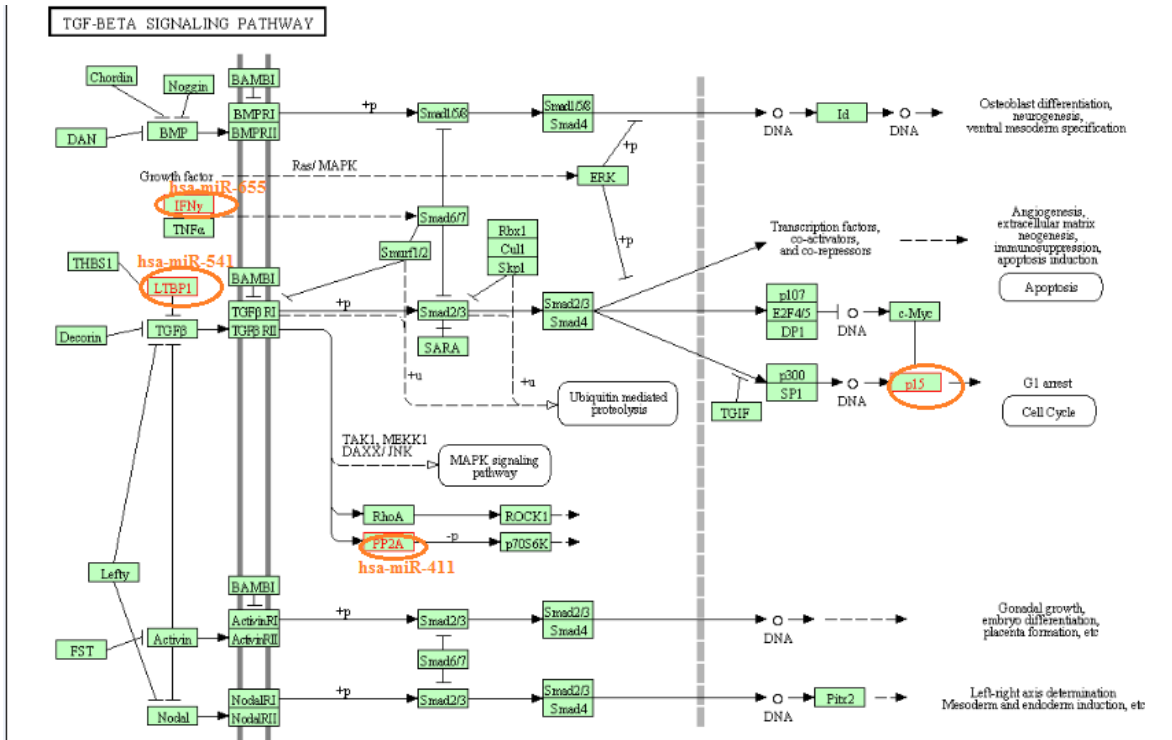 TGF-BETA SIGNALING PATHWAY
Chordin
Noggin
BAMBI
DAN
BMP
BMPRI
BMPRII
+p
Smad1/5/8
Smad1/5/8
Smad4
DNA
Id
DNA
Osteoblast differentiation,
neurogenesis,
ventral mesoderm specification
Growth factor
Ras/MAPK
ERK
+p
+p
hsa-miR-655
IFNγ
TNFα
Smad6/7
Smurf1/2
Rbx1
Cul1
Skp1
Transcription factors,
co-activators,
and co-repressors
Angiogenesis,
extracellular matrix
neogenesis,
immunosuppression,
apoptosis induction
Apoptosis
THBS1
hsa-miR-541
LTBP1
BAMBI
Decorin
TGFβ
TGFβ RI
TGFβ RII
+p
Smad2/3
SARA
Smad2/3
Smad4
+u
+u
Ubiquitin mediated
proteolysis
p107
E2F4/5
DP1
DNA
c-Myc
p300
SP1
TGIF
DNA
p15
G1 arrest
Cell Cycle
TAK1, MEKK1
DAXX/JNK
MAPK signaling
pathway
RhoA
ROCK1
PP2A
-p
p70S6K
hsa-miR-411
Lefty
BAMBI
FST
Activin
ActivinRI
ActivinRII
+p
Smad2/3
Smad2/3
Smad4
DNA
Gonadal growth,
embryo differentiation,
placenta formation, etc
Smad6/7
Nodal
NodalRI
NodalRII
+p
Smad2/3
Smad2/3
Smad4
DNA
Pitx2
Left-right axis determination
Mesoderm and endoderm induction, etc